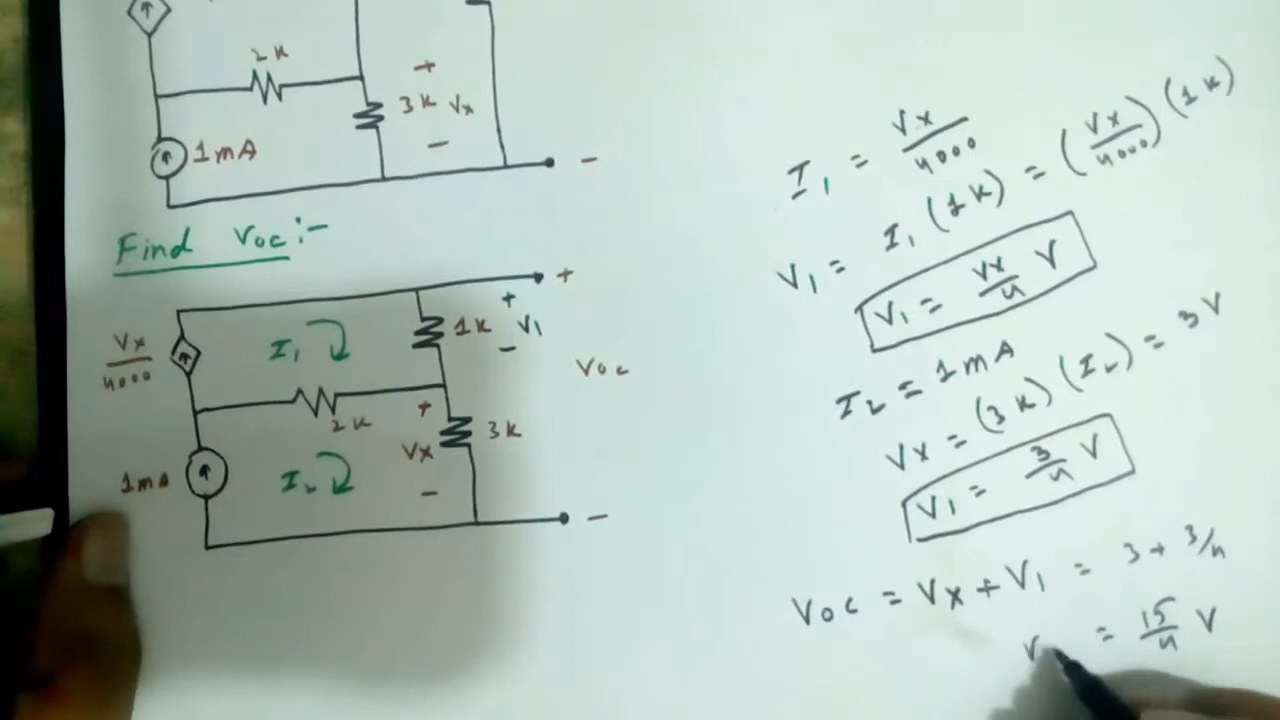 2K
+
3K Vx
-
1mA
-
Find Voc:-
+
Vx/4000
I1
1K
+
V1
-
Voc
2K
+
Vx
-
3K
1mA
I2
-
I1 = Vx/4000
V1 = I1 (1K) = (Vx/4000) (1K)
V1 = Vx/4 V
I2 = 1mA
Vx = (3K) (I2) = 3V
V1 = 3/4 V
Voc = Vx + V1 = 3 + 3/4
V = 15/4 V